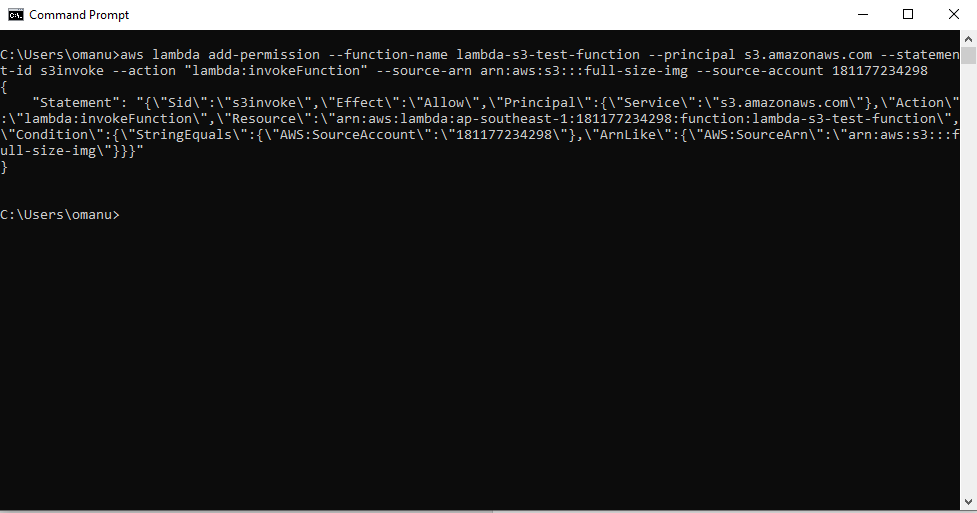 Command Prompt
C:\Users\omanu>aws lambda add-permission --function-name lambda-s3-test-function --principal s3.amazonaws.com --statemen
t-id s3invoke --action "lambda:invokeFunction" --source-arn arn:aws:s3:::full-size-img --source-account 181177234298
{
    "Statement": "{\"Sid\":\"s3invoke\",\"Effect\":\"Allow\",\"Principal\":{\"Service\":\"s3.amazonaws.com\"},\"Action\"
:\"lambda:invokeFunction\",\"Resource\":\"arn:aws:lambda:ap-southeast-1:181177234298:function:lambda-s3-test-function\",
\"Condition\":{\"StringEquals\":{\"AWS:SourceAccount\":\"181177234298\"},\"ArnLike\":{\"AWS:SourceArn\":\"arn:aws:s3:::f
ull-size-img\"}}}"
}
C:\Users\omanu>